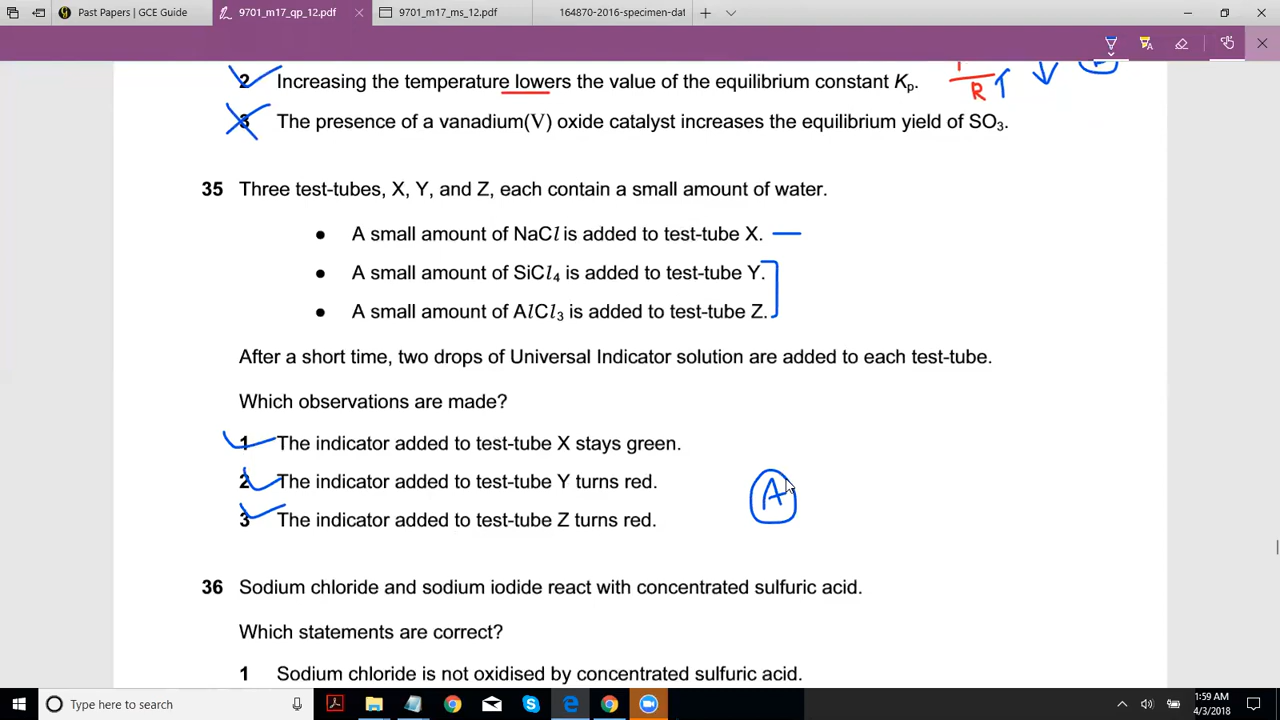 Past Papers | GCE Guide
9701_m17_qp_12.pdf
9701_m17_ms_12.pdf
164870-2016-specimen-dat
2 Increasing the temperature lowers the value of the equilibrium constant Kp.
R T ↓
3 The presence of a vanadium(V) oxide catalyst increases the equilibrium yield of SO3.
35 Three test-tubes, X, Y, and Z, each contain a small amount of water.
● A small amount of NaCl is added to test-tube X.
● A small amount of SiCl4 is added to test-tube Y.
● A small amount of AlCl3 is added to test-tube Z.
After a short time, two drops of Universal Indicator solution are added to each test-tube.
Which observations are made?
1 The indicator added to test-tube X stays green.
2 The indicator added to test-tube Y turns red.
A
3 The indicator added to test-tube Z turns red.
36 Sodium chloride and sodium iodide react with concentrated sulfuric acid.
Which statements are correct?
1 Sodium chloride is not oxidised by concentrated sulfuric acid.
Type here to search
1:59 AM
4/3/2018